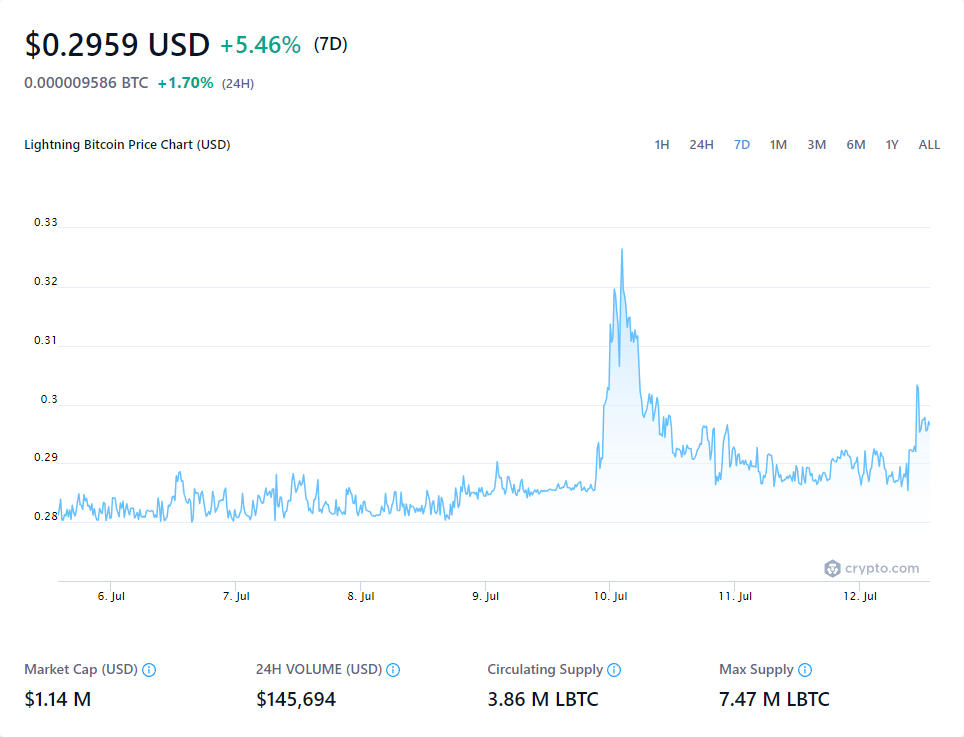 $0.2959 USD +5.46% (7D)
0.000009586 BTC +1.70% (24H)
Lightning Bitcoin Price Chart (USD)
1H 24H 7D 1M 3M 6M 1Y ALL
0.33
0.32
0.31
0.3
0.29
0.28
crypto.com
6. Jul 7. Jul 8. Jul 9. Jul 10. Jul 11. Jul 12. Jul
Market Cap (USD) 24H VOLUME (USD) Circulating Supply Max Supply
$1.14 M $145,694 3.86 M LBTC 7.47 M LBTC